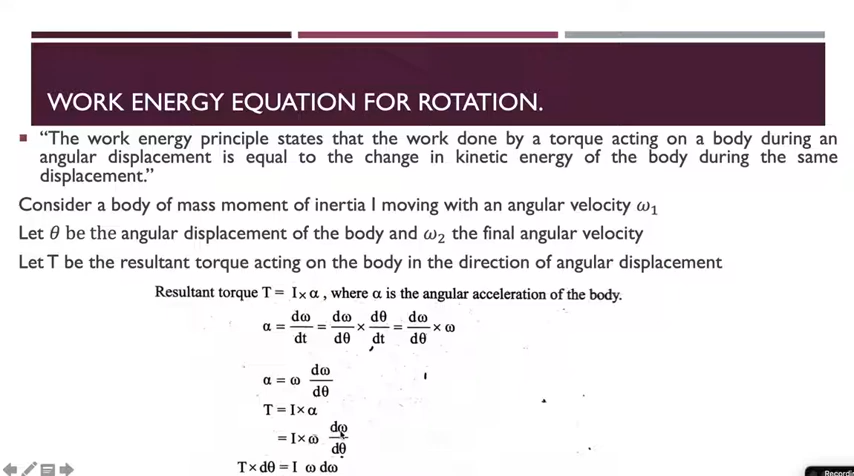 WORK ENERGY EQUATION FOR ROTATION.
"The work energy principle states that the work done by a torque acting on a body during an
angular displacement is equal to the change in kinetic energy of the body during the same
displacement."
Consider a body of mass moment of inertia I moving with an angular velocity ω₁
Let θ be the angular displacement of the body and ω₂ the final angular velocity
Let T be the resultant torque acting on the body in the direction of angular displacement
Resultant torque T = I × α , where α is the angular acceleration of the body.
α = dω/dt = dω/dθ × dθ/dt = dω/dθ × ω
α = ω dω/dθ
T = I × α
= I × ω dω/dθ
T × dθ = I ω dω
Recording